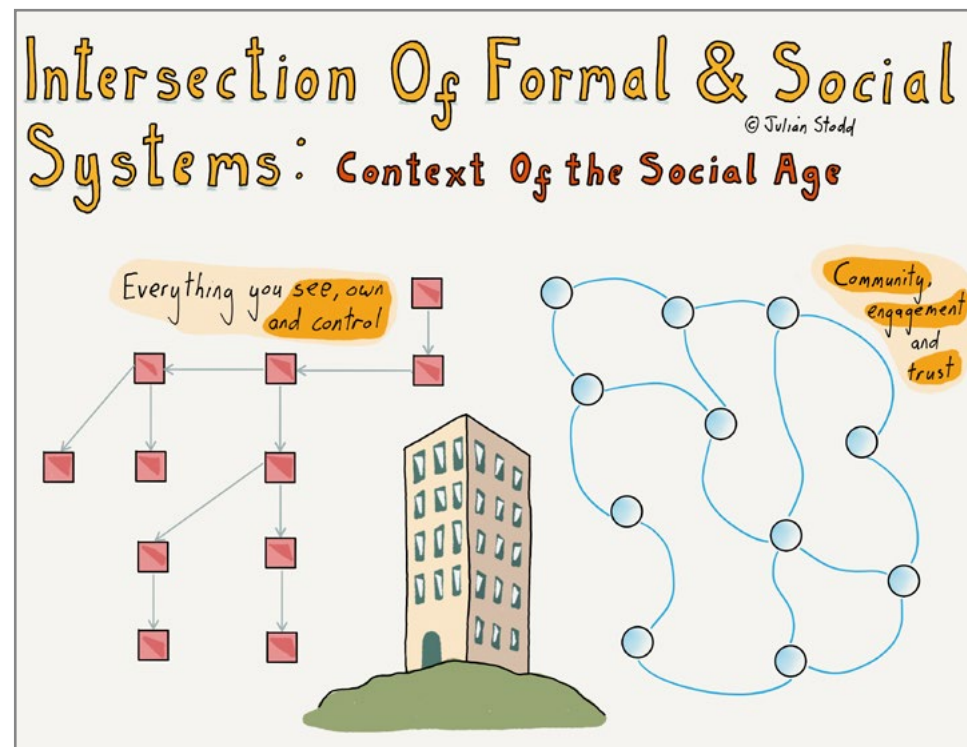 Intersection Of Formal & Social
© Julian Stodd
Systems: Context Of the Social Age
Everything you see, own
and control
Community,
engagement
and
trust